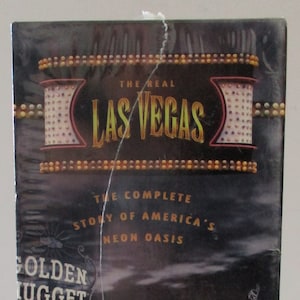 THE REAL
LAS VEGAS
THE COMPLETE
STORY OF AMERICA'S
NEON OASIS
GOLDEN
NUGGET